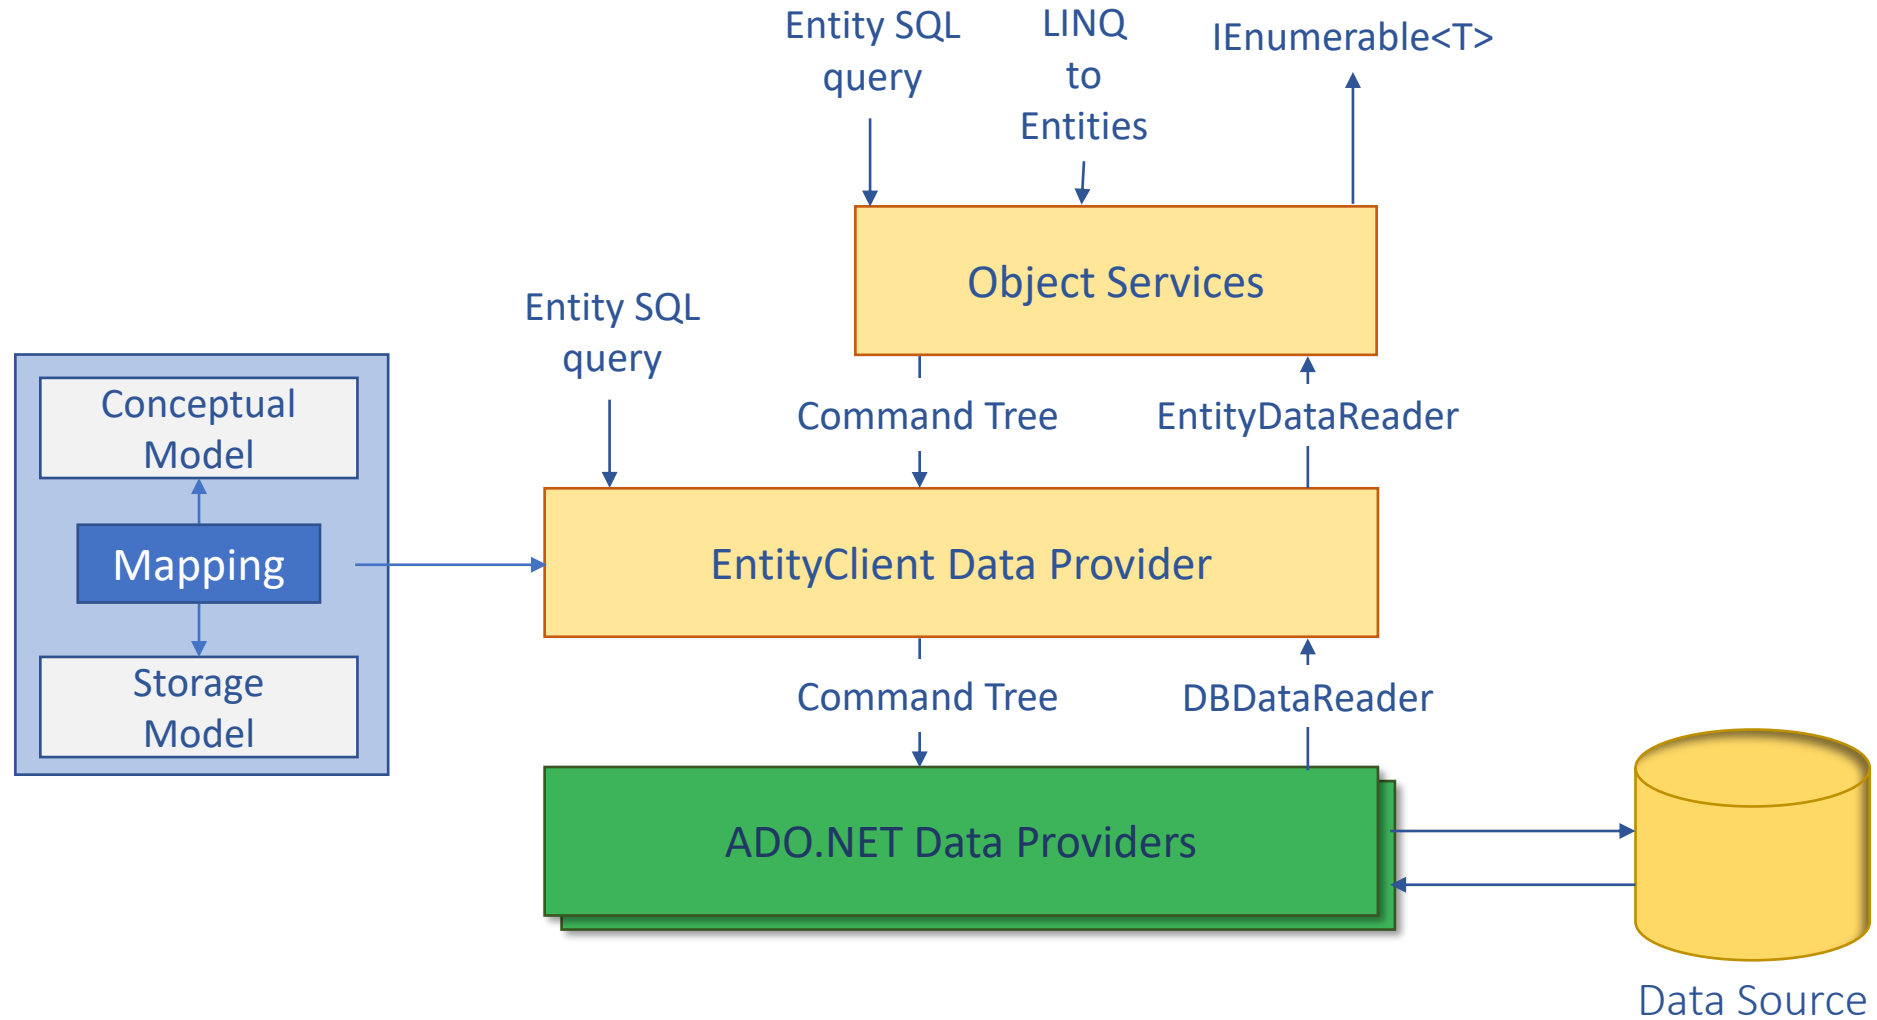 Entity SQL
query
LINQ
to
Entities
IEnumerable<T>
Object Services
Entity SQL
query
Command Tree
EntityDataReader
Conceptual
Model
Mapping
Storage
Model
EntityClient Data Provider
Command Tree
DBDataReader
ADO.NET Data Providers
Data Source